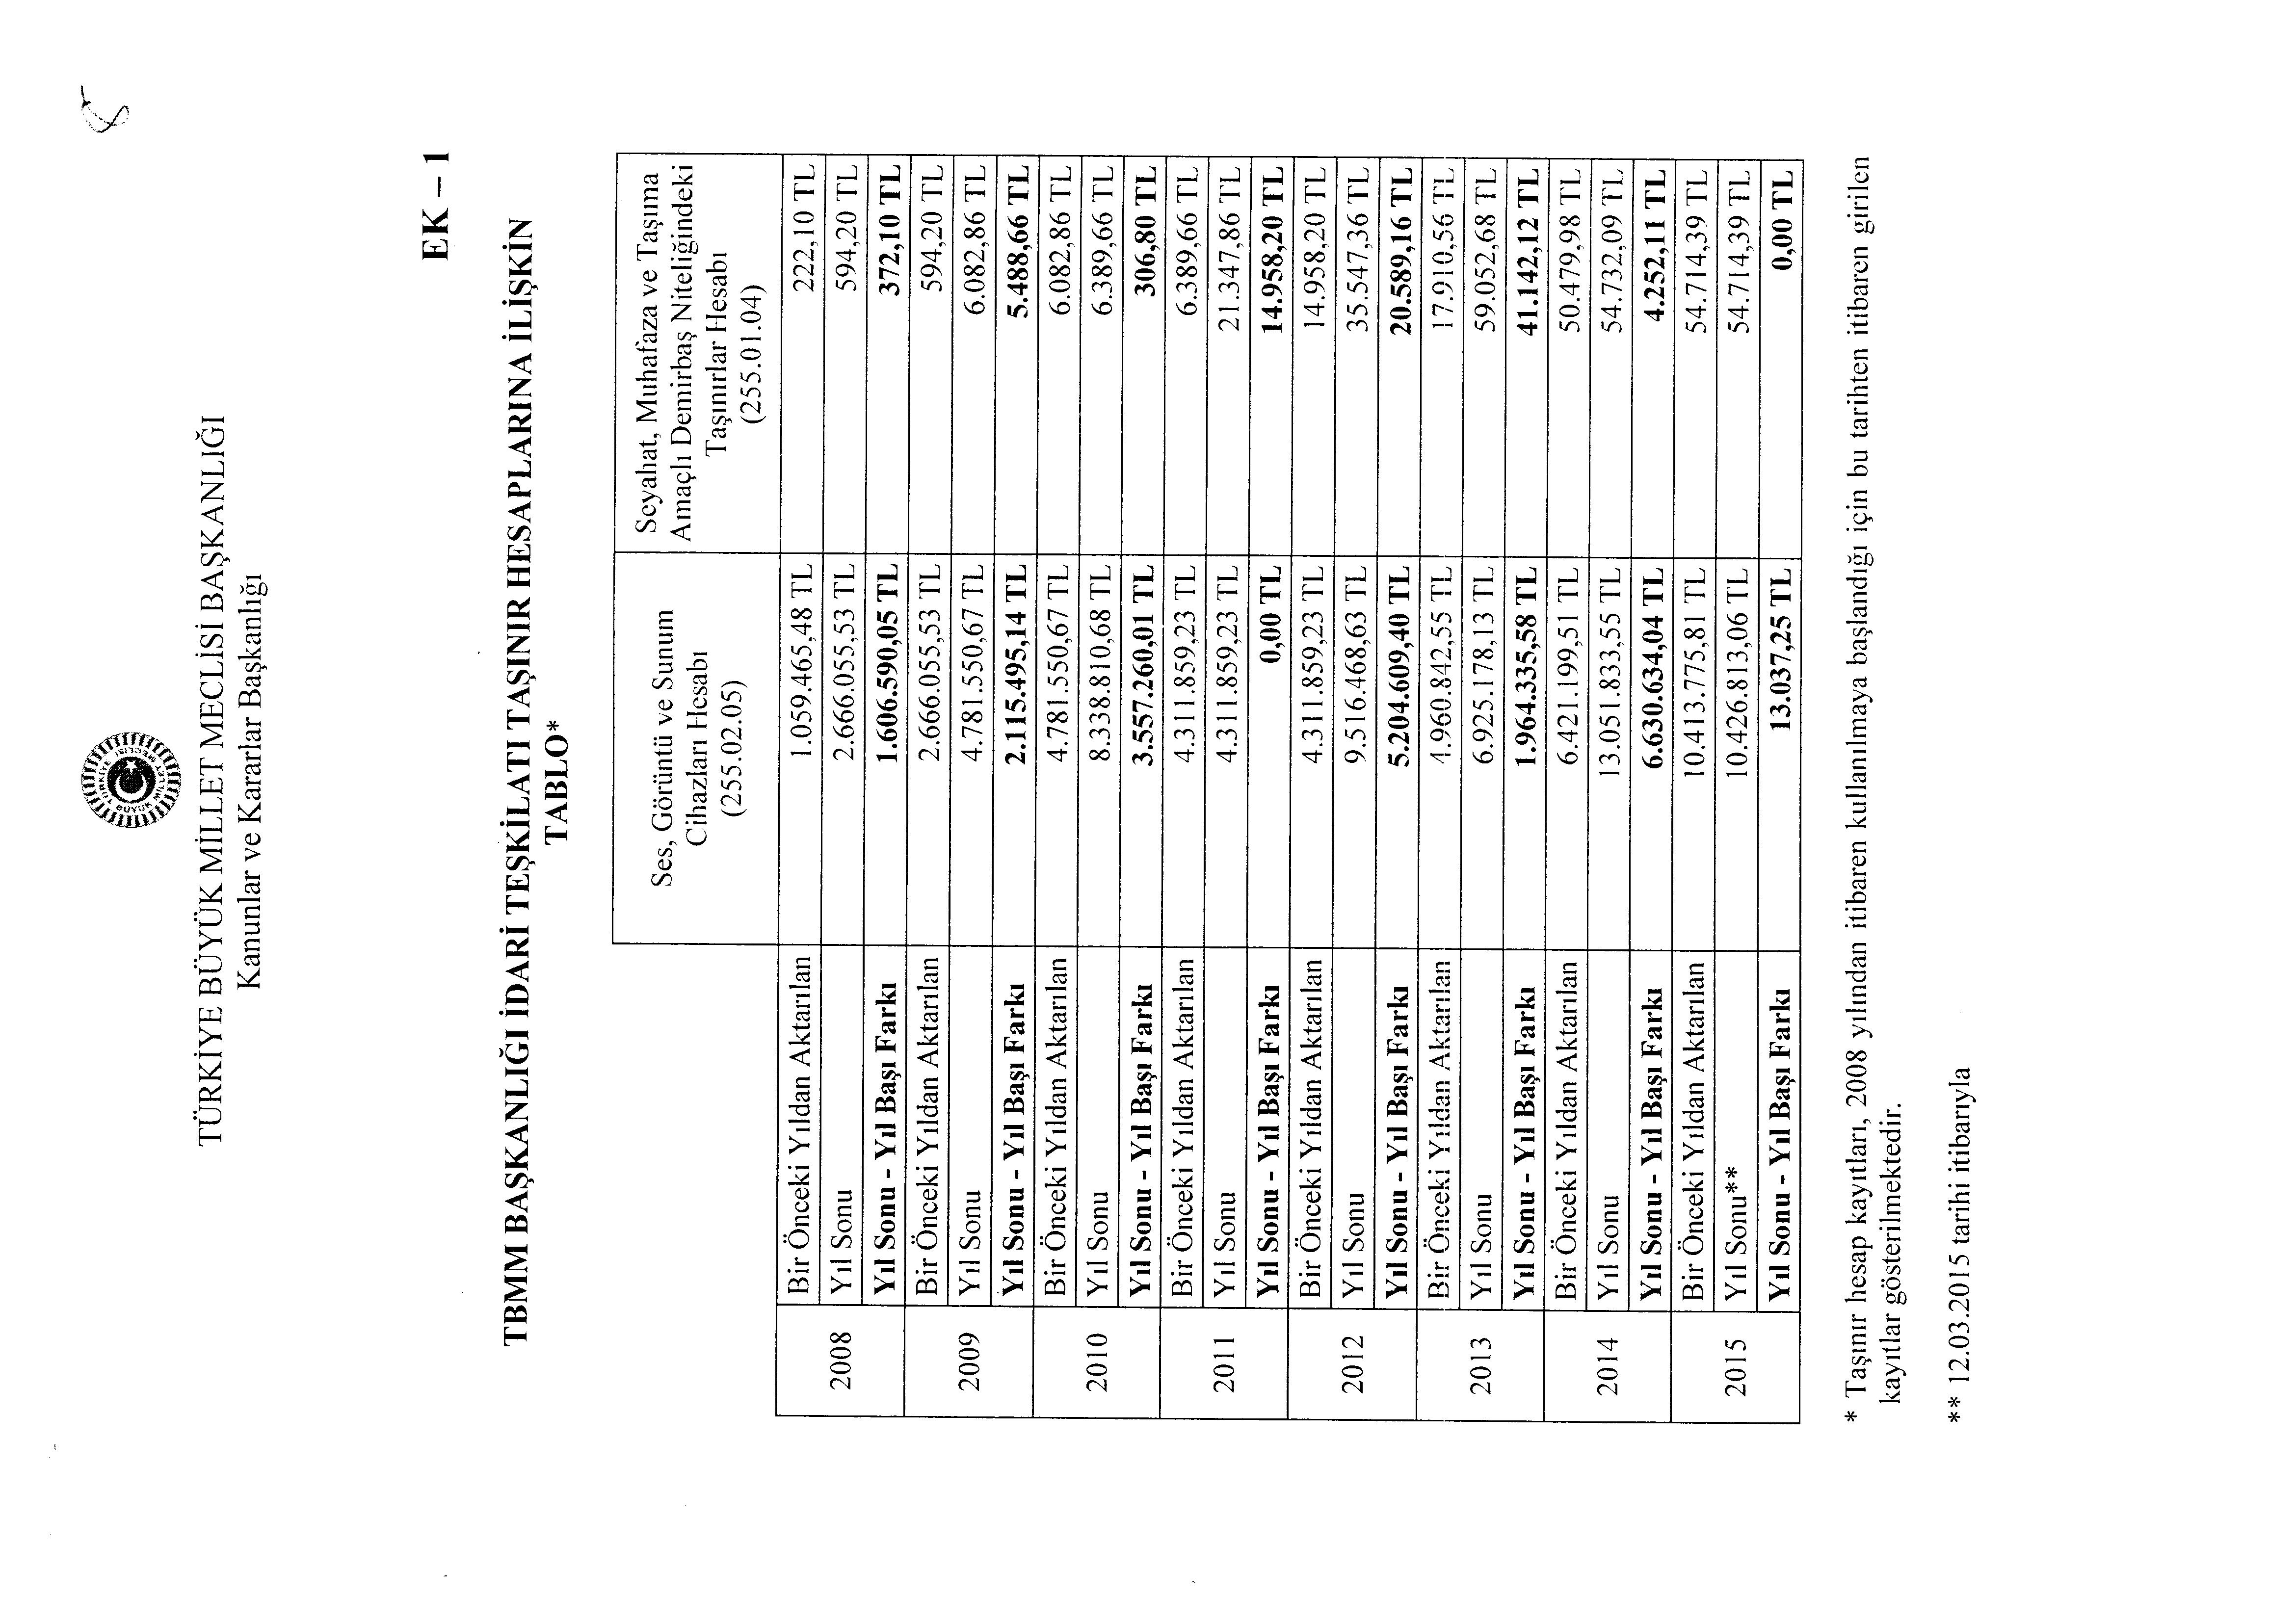 TÜRKİYE BÜYÜK MİLLET MECLİSİ BAŞKANLIĞI
Kanunlar ve Kararlar Başkanlığı
EK – 1
TBMM BAŞKANLIĞI İDARİ TEŞKİLATI TAŞINIR HESAPLARINA İLİŞKİN
TABLO*
Ses, Görüntü ve Sunum Cihazları Hesabı (255.02.05)
Seyahat, Muhafaza ve Taşıma Amaçlı Demirbaş Niteliğindeki Taşınırlar Hesabı (255.01.04)
2008
Bir Önceki Yıldan Aktarılan 1.059.465,48 TL 222,10 TL
Yıl Sonu 2.666.055,53 TL 594,20 TL
Yıl Sonu - Yıl Başı Farkı 1.606.590,05 TL 372,10 TL
2009
Bir Önceki Yıldan Aktarılan 2.666.055,53 TL 594,20 TL
Yıl Sonu 4.781.550,67 TL 6.082,86 TL
Yıl Sonu - Yıl Başı Farkı 2.115.495,14 TL 5.488,66 TL
2010
Bir Önceki Yıldan Aktarılan 4.781.550,67 TL 6.082,86 TL
Yıl Sonu 8.338.810,68 TL 6.389,66 TL
Yıl Sonu - Yıl Başı Farkı 3.557.260,01 TL 306,80 TL
2011
Bir Önceki Yıldan Aktarılan 4.311.859,23 TL 6.389,66 TL
Yıl Sonu 4.311.859,23 TL 21.347,86 TL
Yıl Sonu - Yıl Başı Farkı 0,00 TL 14.958,20 TL
2012
Bir Önceki Yıldan Aktarılan 4.311.859,23 TL 14.958,20 TL
Yıl Sonu 9.516.468,63 TL 35.547,36 TL
Yıl Sonu - Yıl Başı Farkı 5.204.609,40 TL 20.589,16 TL
2013
Bir Önceki Yıldan Aktarılan 4.960.842,55 TL 17.910,56 TL
Yıl Sonu 6.925.178,13 TL 59.052,68 TL
Yıl Sonu - Yıl Başı Farkı 1.964.335,58 TL 41.142,12 TL
2014
Bir Önceki Yıldan Aktarılan 6.421.199,51 TL 50.479,98 TL
Yıl Sonu 13.051.833,55 TL 54.732,09 TL
Yıl Sonu - Yıl Başı Farkı 6.630.634,04 TL 4.252,11 TL
2015
Bir Önceki Yıldan Aktarılan 10.413.775,81 TL 54.714,39 TL
Yıl Sonu** 10.426.813,06 TL 54.714,39 TL
Yıl Sonu - Yıl Başı Farkı 13.037,25 TL 0,00 TL
* Taşınır hesap kayıtları, 2008 yılından itibaren kullanılmaya başlandığı için bu tarihten itibaren girilen
kayıtlar gösterilmektedir.
** 12.03.2015 tarihi itibarıyla